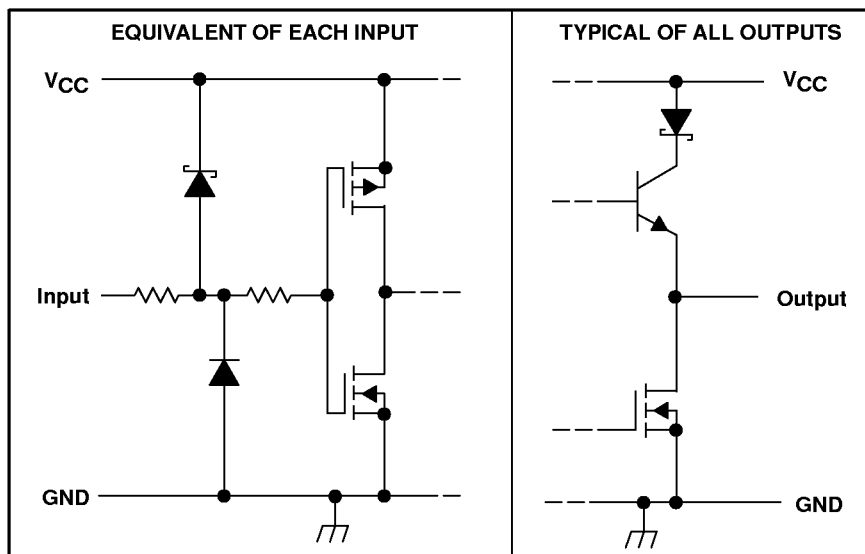 EQUIVALENT OF EACH INPUT
VCC
Input
GND
TYPICAL OF ALL OUTPUTS
VCC
Output
GND